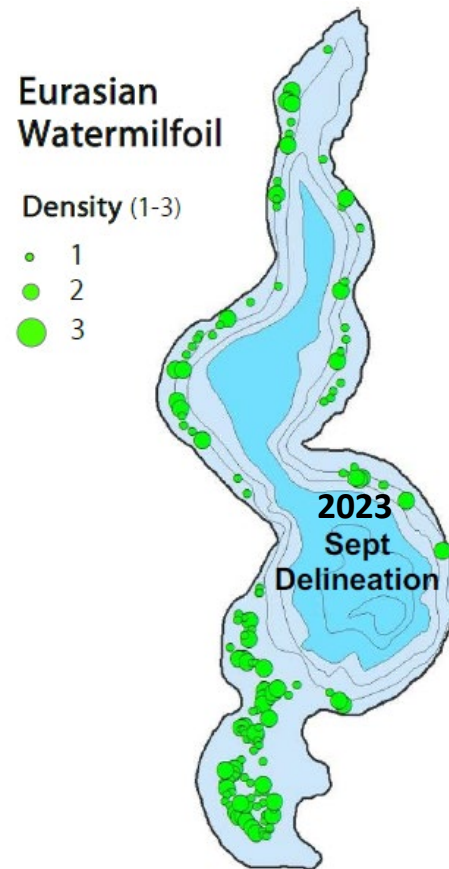 Eurasian
Watermilfoil
Density (1-3)
1
2
3
2023
Sept
Delineation